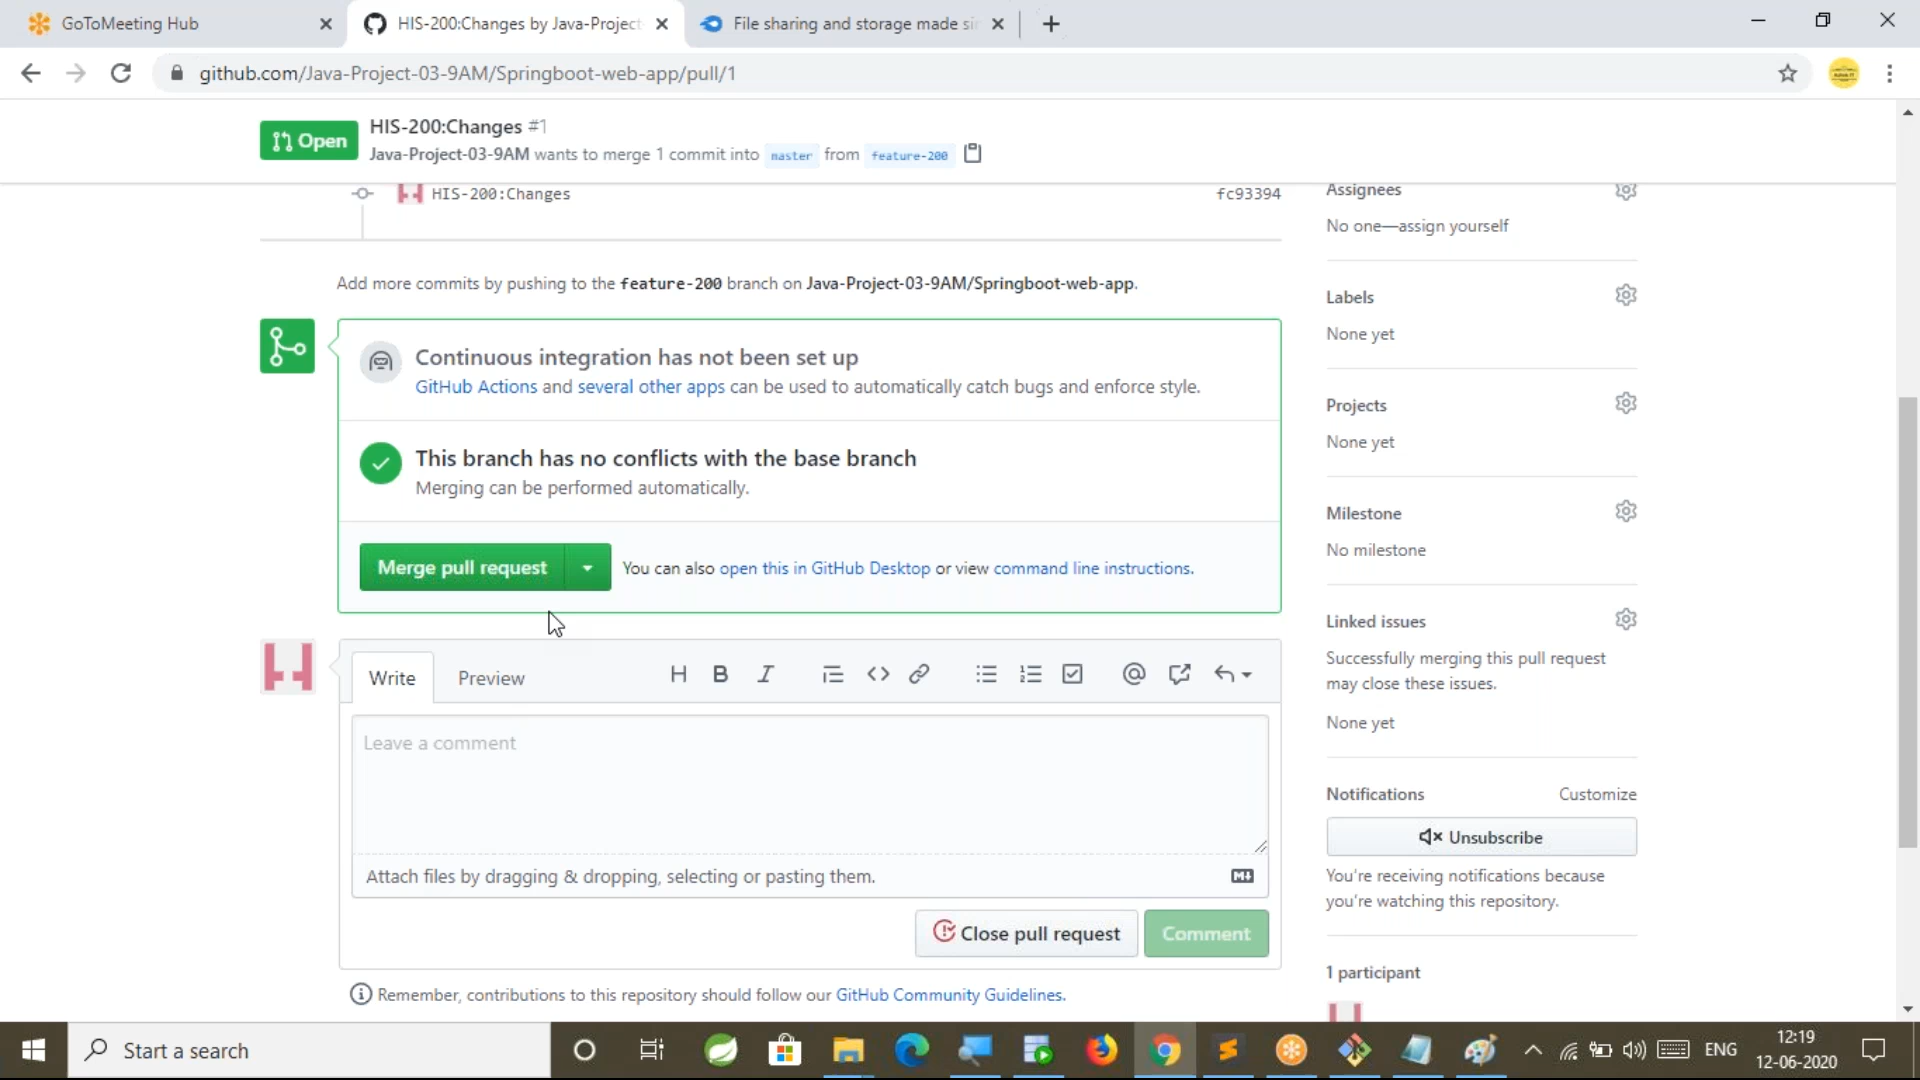 GoToMeeting Hub
HIS-200:Changes by Java-Project
File sharing and storage made si
github.com/Java-Project-03-9AM/Springboot-web-app/pull/1
Open
HIS-200:Changes #1
Java-Project-03-9AM wants to merge 1 commit into master from feature-200
HIS-200:Changes fc93394
Add more commits by pushing to the feature-200 branch on Java-Project-03-9AM/Springboot-web-app.
Continuous integration has not been set up
GitHub Actions and several other apps can be used to automatically catch bugs and enforce style.
This branch has no conflicts with the base branch
Merging can be performed automatically.
Merge pull request
You can also open this in GitHub Desktop or view command line instructions.
Write
Preview
H B I
Leave a comment
Attach files by dragging & dropping, selecting or pasting them.
Close pull request
Comment
Remember, contributions to this repository should follow our GitHub Community Guidelines.
Assignees
No one—assign yourself
Labels
None yet
Projects
None yet
Milestone
No milestone
Linked issues
Successfully merging this pull request
may close these issues.
None yet
Notifications
Customize
Unsubscribe
You're receiving notifications because
you're watching this repository.
1 participant
Start a search
ENG
12:19
12-06-2020